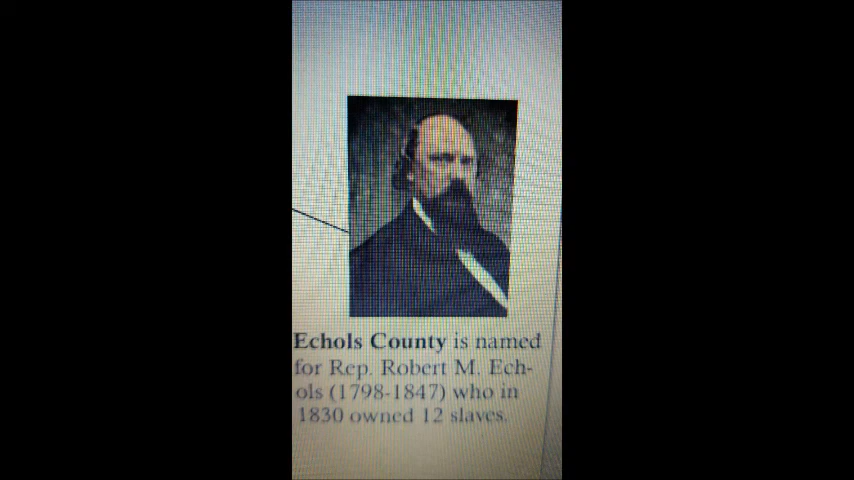 Echols County is named
for Rep. Robert M. Ech-
ols (1798-1847) who in
1830 owned 12 slaves.